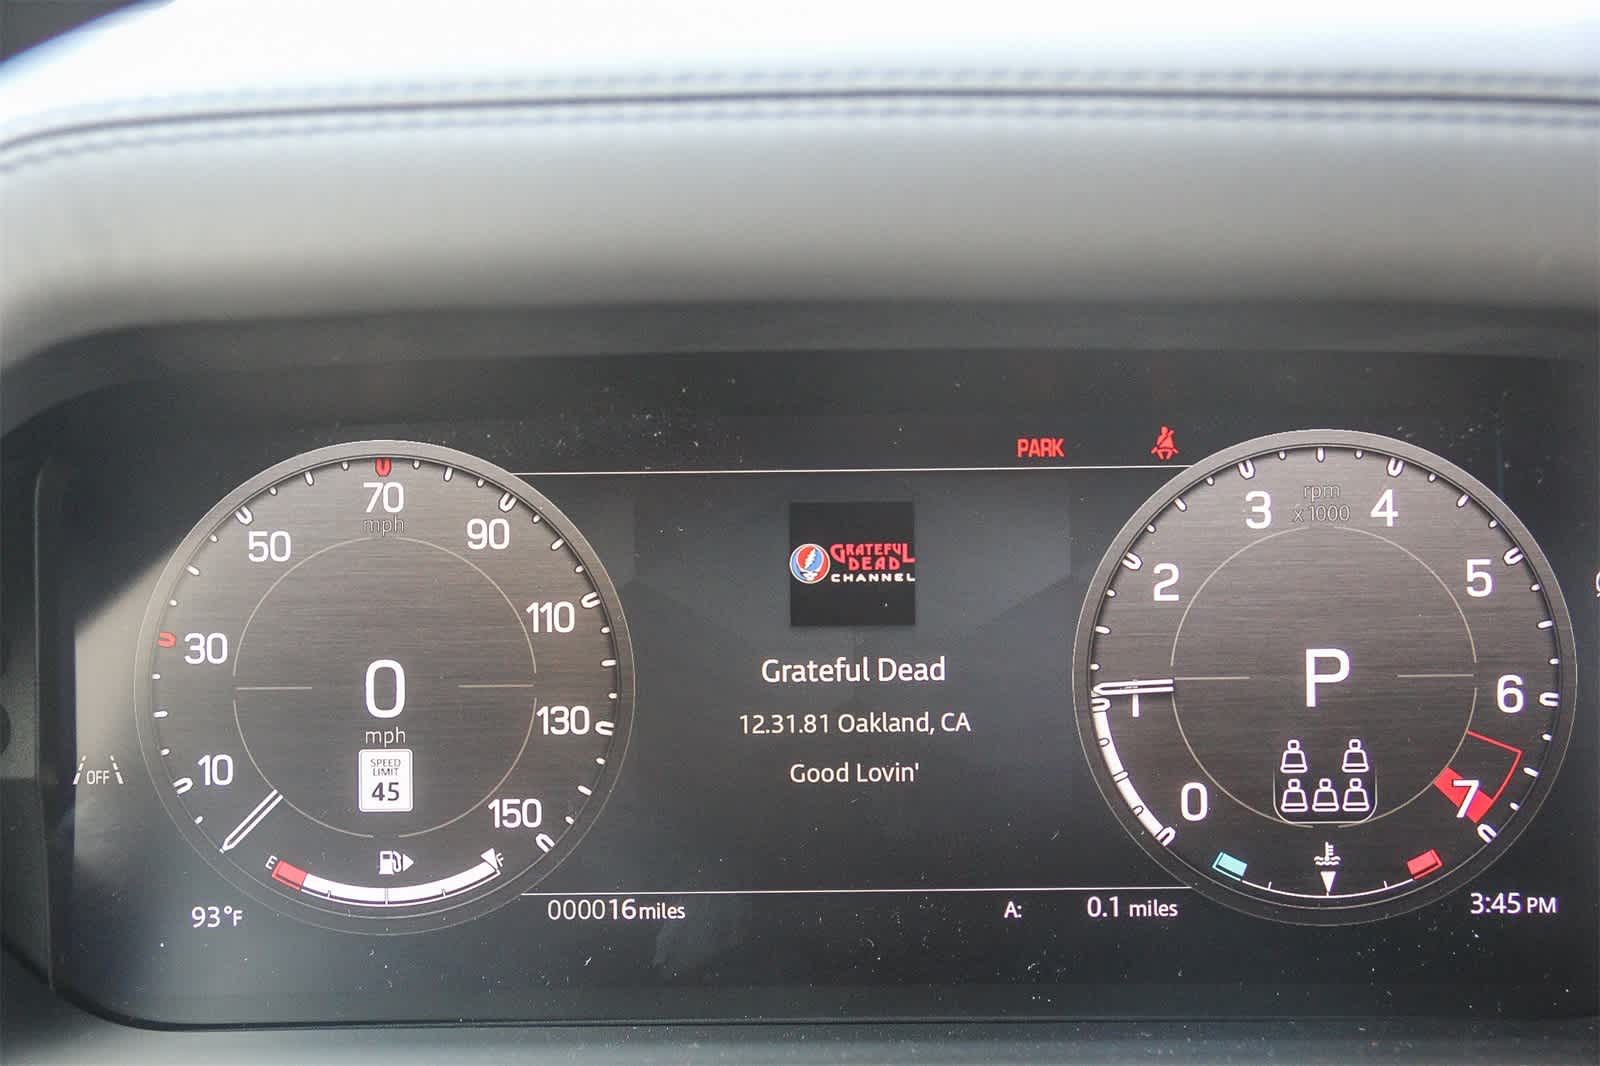 PARK
70
mph
50
90
30
110
0
mph
130
SPEED
LIMIT
45
10
150
OFF
E
F
93°F
GRATEFUL
DEAD
CHANNEL
Grateful Dead
12.31.81 Oakland, CA
Good Lovin'
000016 miles
A: 0.1 miles
rpm
x1000
3
4
2
5
1
P
6
0
7
3:45 PM